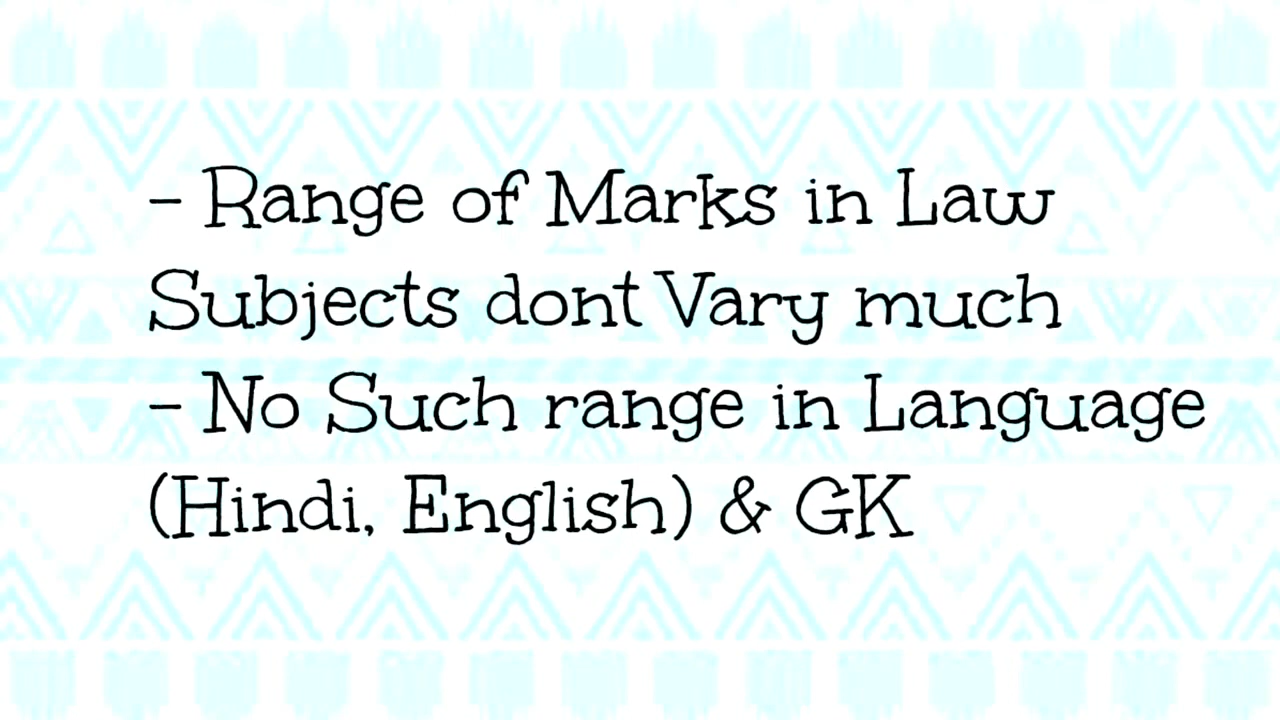 - Range of Marks in Law
Subjects dont Vary much
- No Such range in Language
(Hindi, English) & GK